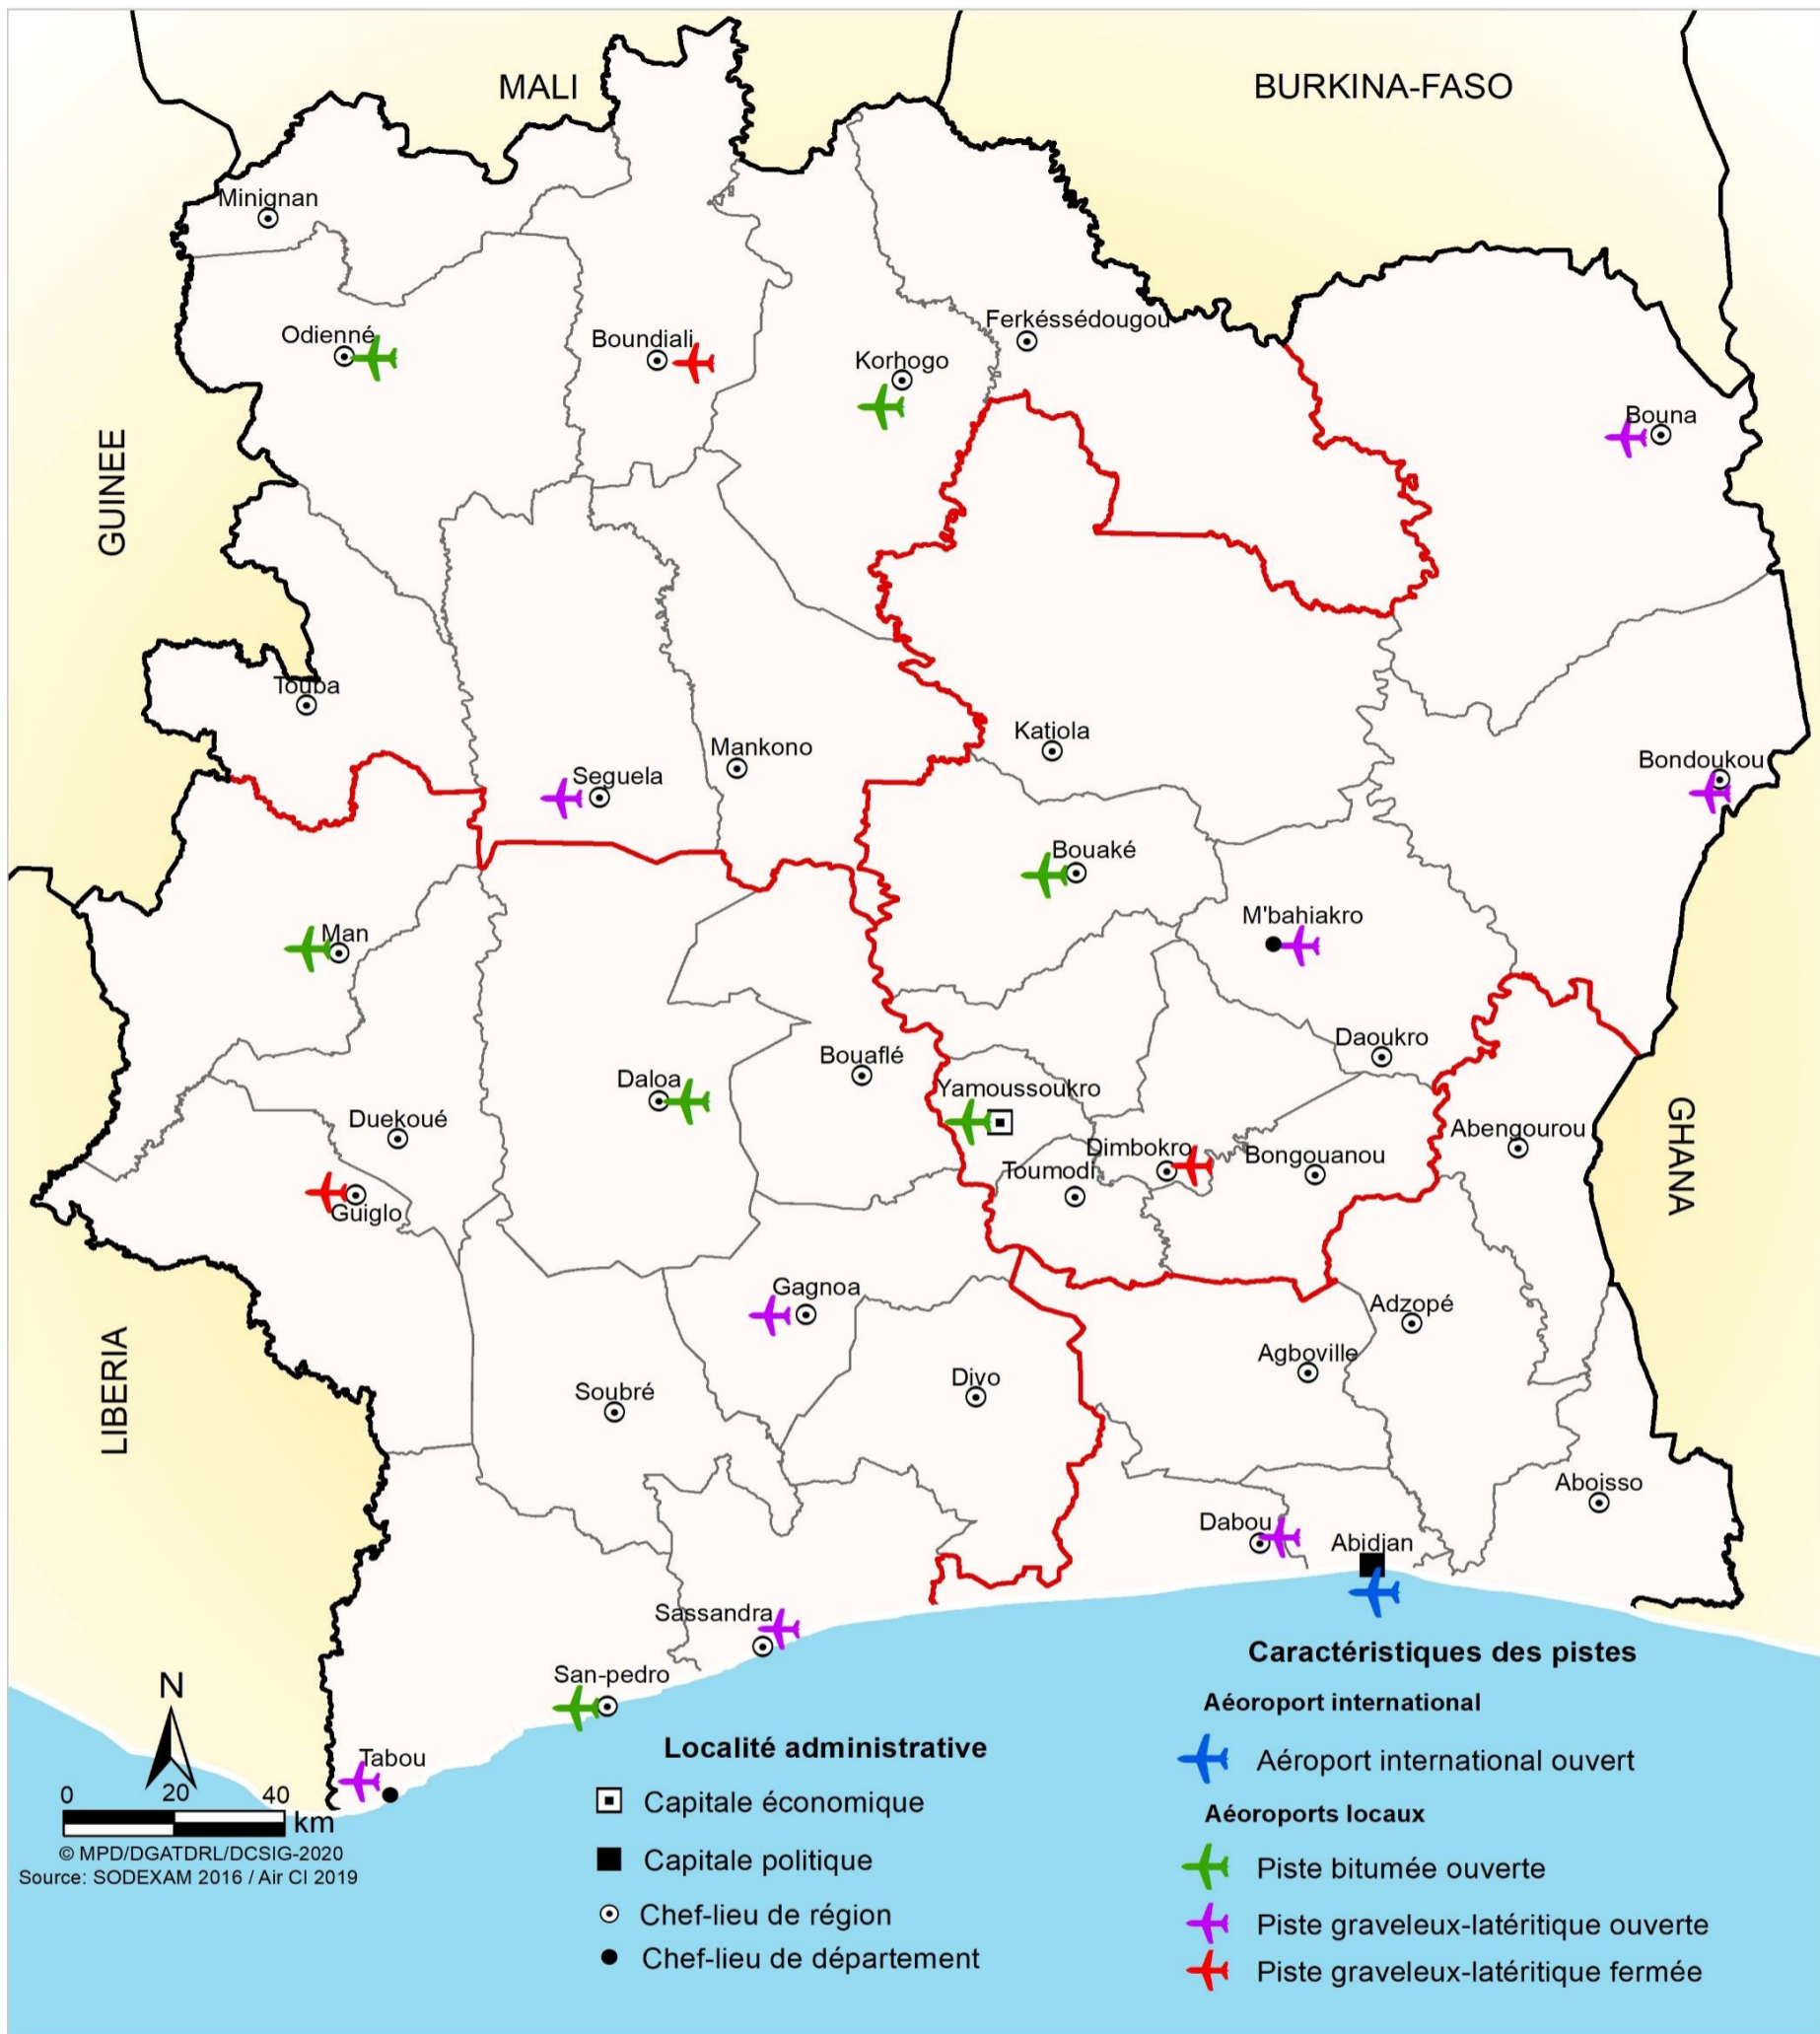 MALI
BURKINA-FASO
Minignan
Odienné
Boundiali
Ferkéssédougou
Korhogo
Bouna
GUINEE
Touba
Katiola
Mankono
Seguela
Bondoukou
Bouaké
M'bahiakro
Man
Daoukro
Bouaflé
Daloa
Yamoussoukro
Duekoué
Dimbokro
Abengourou
GHANA
Toumodi
Bongouanou
Guiglo
Gagnoa
Adzopé
Agboville
LIBERIA
Soubré
Divo
Aboisso
Dabou
Abidjan
Sassandra
San-pedro
Tabou
N
0 20 40
km
© MPD/DGATDRL/DCSIG-2020
Source: SODEXAM 2016 / Air CI 2019
Localité administrative
Capitale économique
Capitale politique
Chef-lieu de région
Chef-lieu de département
Caractéristiques des pistes
Aéoroport international
Aéroport international ouvert
Aéoroports locaux
Piste bitumée ouverte
Piste graveleux-latéritique ouverte
Piste graveleux-latéritique fermée